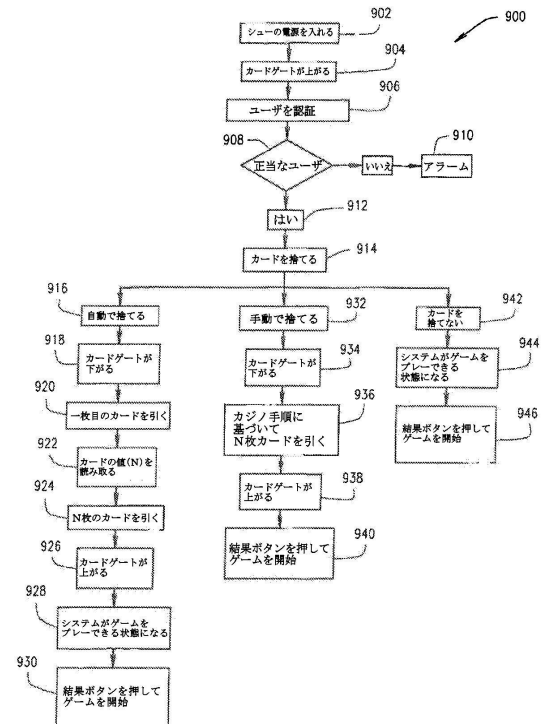 900
902
シューの電源を入れる
904
カードゲートが上がる
906
ユーザを認証
908
正当なユーザ
いいえ
910
アラーム
912
はい
914
カードを捨てる
916
自動で捨てる
918
カードゲートが
下がる
920
一枚目のカードを引く
922
カードの値(N)を
読み取る
924
N枚のカードを引く
926
カードゲートが
上がる
928
システムがゲームを
プレーできる状態になる
930
結果ボタンを押して
ゲームを開始
932
手動で捨てる
934
カードゲートが
下がる
936
カジノ手順に
基づいて
N枚カードを引く
938
カードゲートが
上がる
940
結果ボタンを押して
ゲームを開始
942
カードを
捨てない
944
システムがゲームを
プレーできる
状態になる
946
結果ボタンを押して
ゲームを開始